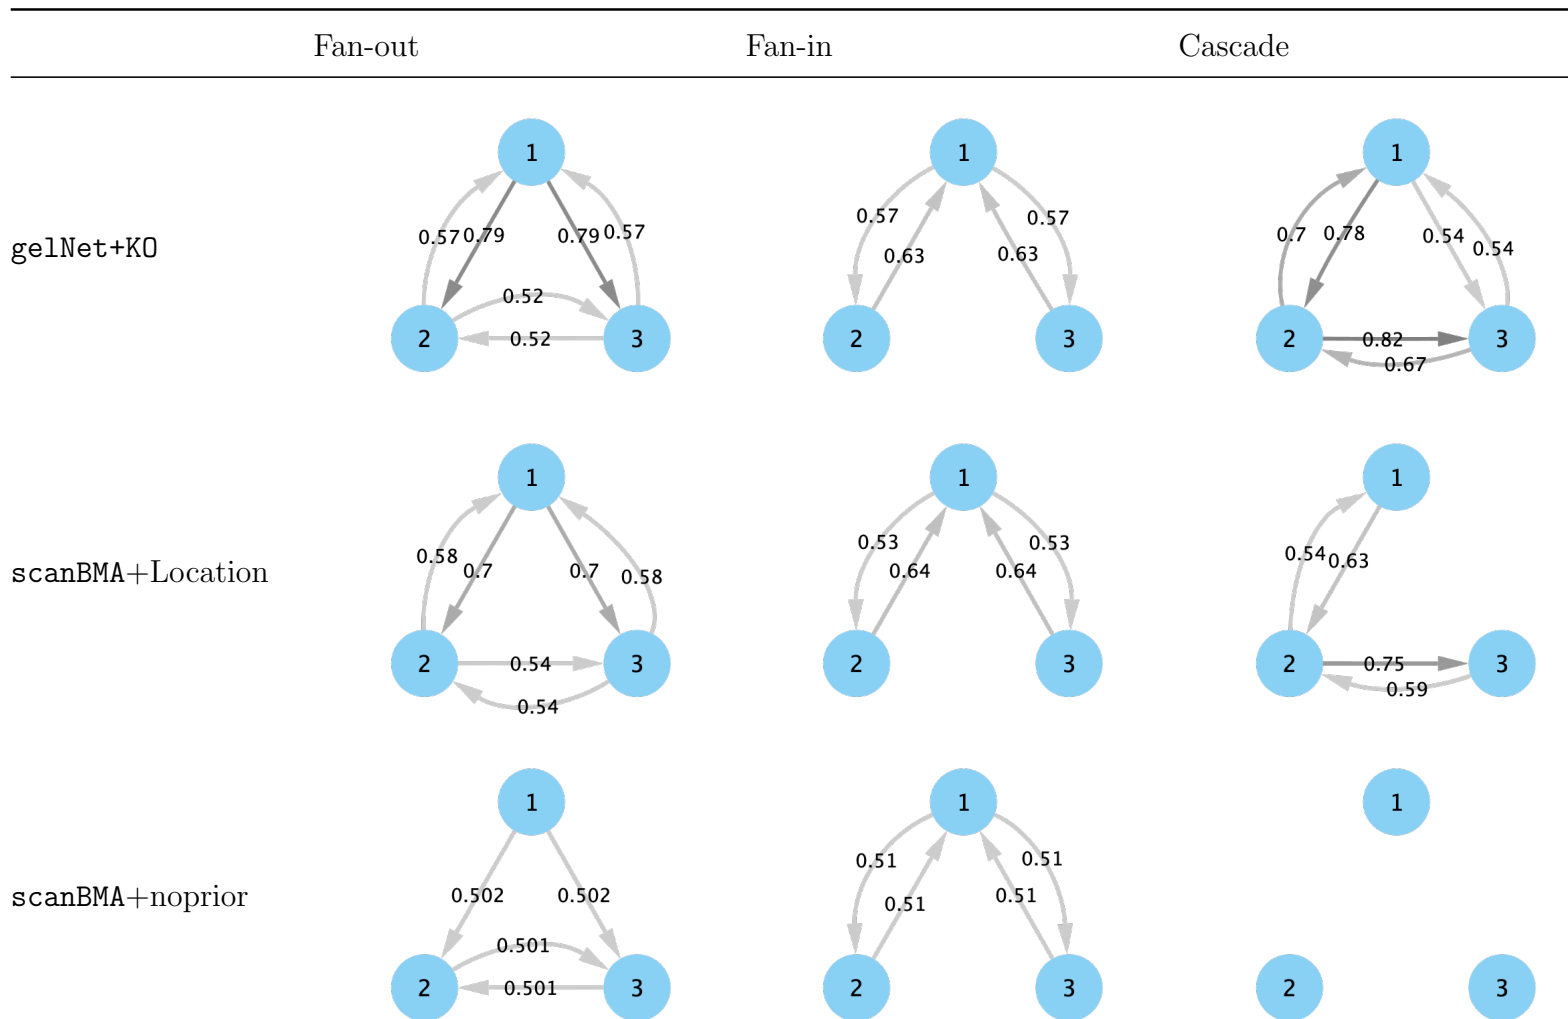 Fan-out Fan-in Cascade
1 1 1
gelNet+KO
0.57 0.79 0.79 0.57 0.57 0.63 0.63 0.57 0.7 0.78 0.54 0.54
0.52
2 0.52 3 2 3 2 0.82 3
0.67
1 1 1
scanBMA+Location
0.58 0.7 0.7 0.58 0.53 0.64 0.64 0.53 0.54 0.63
2 0.54 3 2 3 2 0.75 3
0.54 0.59
1 1 1
scanBMA+noprior
0.502 0.502 0.51 0.51 0.51 0.51
0.501
2 0.501 3 2 3 2 3